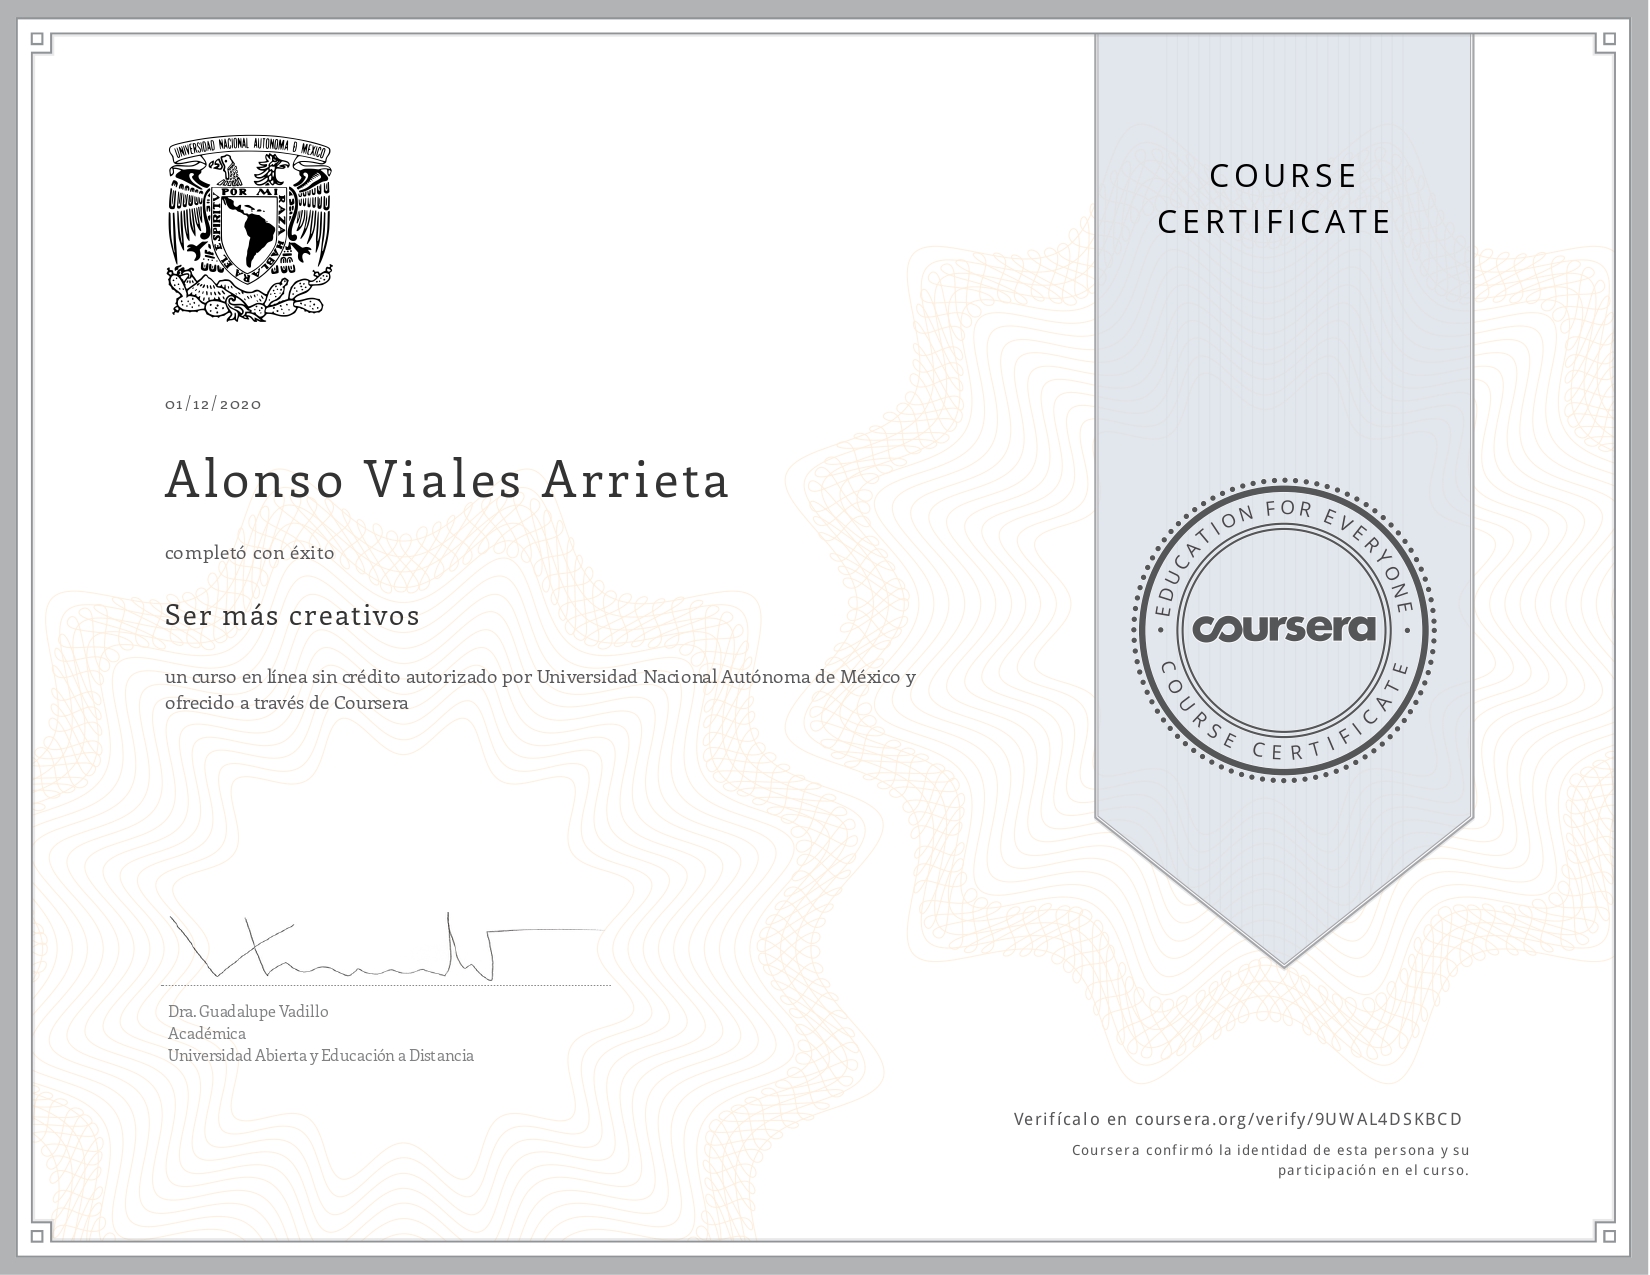 UNIVERSIDAD NACIONAL AUTONOMA D MEXICO
POR MI RAZA HABLARA EL ESPIRITV
COURSE
CERTIFICATE
01/12/2020
Alonso Viales Arrieta
completó con éxito
Ser más creativos
un curso en línea sin crédito autorizado por Universidad Nacional Autónoma de México y
ofrecido a través de Coursera
EDUCATION FOR EVERYONE
coursera
COURSE CERTIFICATE
Dra. Guadalupe Vadillo
Académica
Universidad Abierta y Educación a Distancia
Verifícalo en coursera.org/verify/9UWAL4DSKBCD
Coursera confirmó la identidad de esta persona y su
participación en el curso.